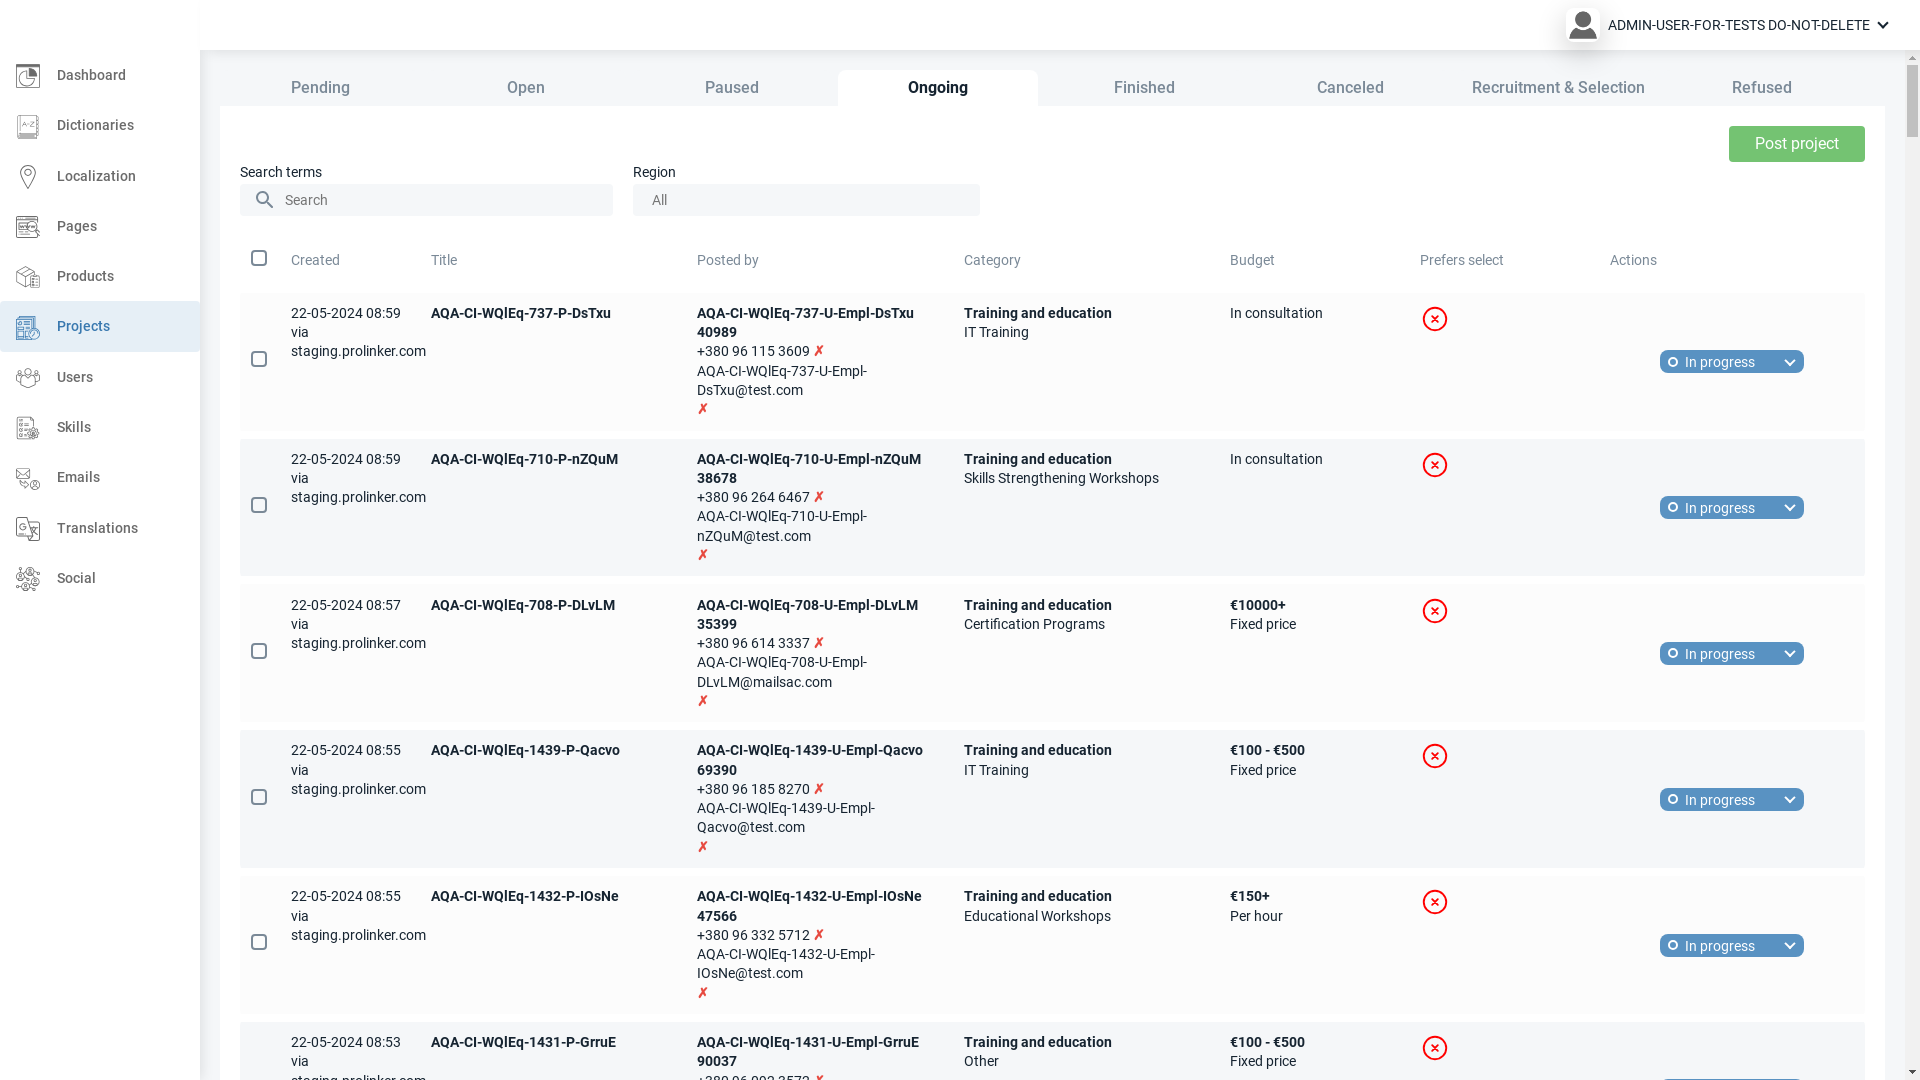 ADMIN-USER-FOR-TESTS DO-NOT-DELETE
Dashboard
Dictionaries
Localization
Pages
Products
Projects
Users
Skills
Emails
Translations
Social
Pending Open Paused Ongoing Finished Canceled Recruitment & Selection Refused
Post project
Search terms
Search
Region
All
Created Title Posted by Category Budget Prefers select Actions
22-05-2024 08:59
via
staging.prolinker.com
AQA-CI-WQlEq-737-P-DsTxu
AQA-CI-WQlEq-737-U-Empl-DsTxu
40989
+380 96 115 3609 ✗
AQA-CI-WQlEq-737-U-Empl-
DsTxu@test.com
✗
Training and education
IT Training
In consultation
In progress
22-05-2024 08:59
via
staging.prolinker.com
AQA-CI-WQlEq-710-P-nZQuM
AQA-CI-WQlEq-710-U-Empl-nZQuM
38678
+380 96 264 6467 ✗
AQA-CI-WQlEq-710-U-Empl-
nZQuM@test.com
✗
Training and education
Skills Strengthening Workshops
In consultation
In progress
22-05-2024 08:57
via
staging.prolinker.com
AQA-CI-WQlEq-708-P-DLvLM
AQA-CI-WQlEq-708-U-Empl-DLvLM
35399
+380 96 614 3337 ✗
AQA-CI-WQlEq-708-U-Empl-
DLvLM@mailsac.com
✗
Training and education
Certification Programs
€10000+
Fixed price
In progress
22-05-2024 08:55
via
staging.prolinker.com
AQA-CI-WQlEq-1439-P-Qacvo
AQA-CI-WQlEq-1439-U-Empl-Qacvo
69390
+380 96 185 8270 ✗
AQA-CI-WQlEq-1439-U-Empl-
Qacvo@test.com
✗
Training and education
IT Training
€100 - €500
Fixed price
In progress
22-05-2024 08:55
via
staging.prolinker.com
AQA-CI-WQlEq-1432-P-IOsNe
AQA-CI-WQlEq-1432-U-Empl-IOsNe
47566
+380 96 332 5712 ✗
AQA-CI-WQlEq-1432-U-Empl-
IOsNe@test.com
✗
Training and education
Educational Workshops
€150+
Per hour
In progress
22-05-2024 08:53
via
AQA-CI-WQlEq-1431-P-GrruE
AQA-CI-WQlEq-1431-U-Empl-GrruE
90037
Training and education
Other
€100 - €500
Fixed price